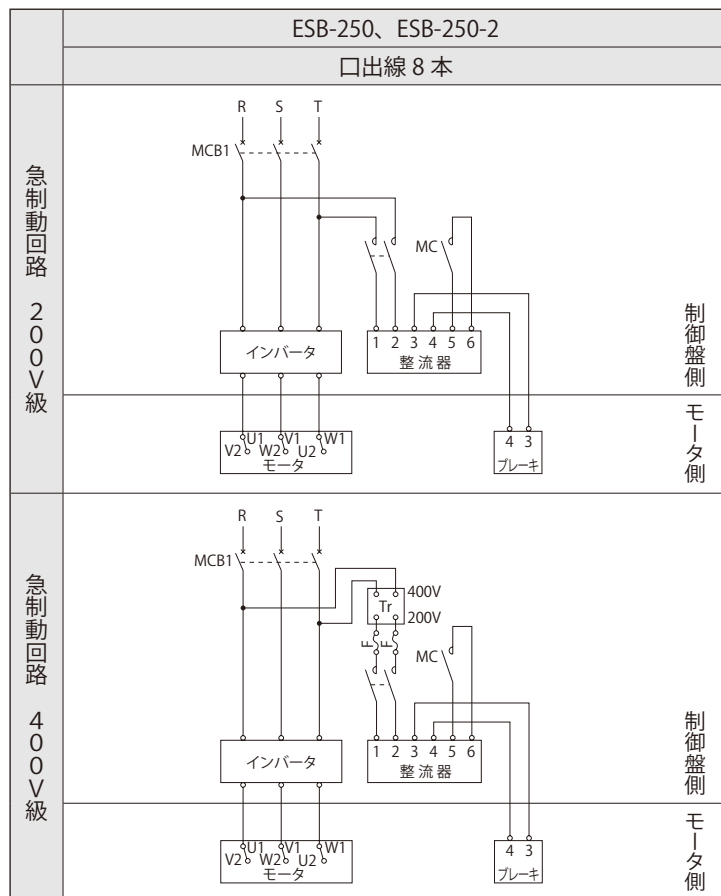 ESB-250、ESB-250-2
口出線 8 本
急制動回路 200V級
R S T
MCB1
MC
1 2 3 4 5 6
インバータ
整流器
制御盤側
U1 V1 W1
V2 W2 U2
モータ
4 3
ブレーキ
モータ側
急制動回路 400V級
R S T
MCB1
400V
Tr
200V
F F
MC
1 2 3 4 5 6
インバータ
整流器
制御盤側
U1 V1 W1
V2 W2 U2
モータ
4 3
ブレーキ
モータ側